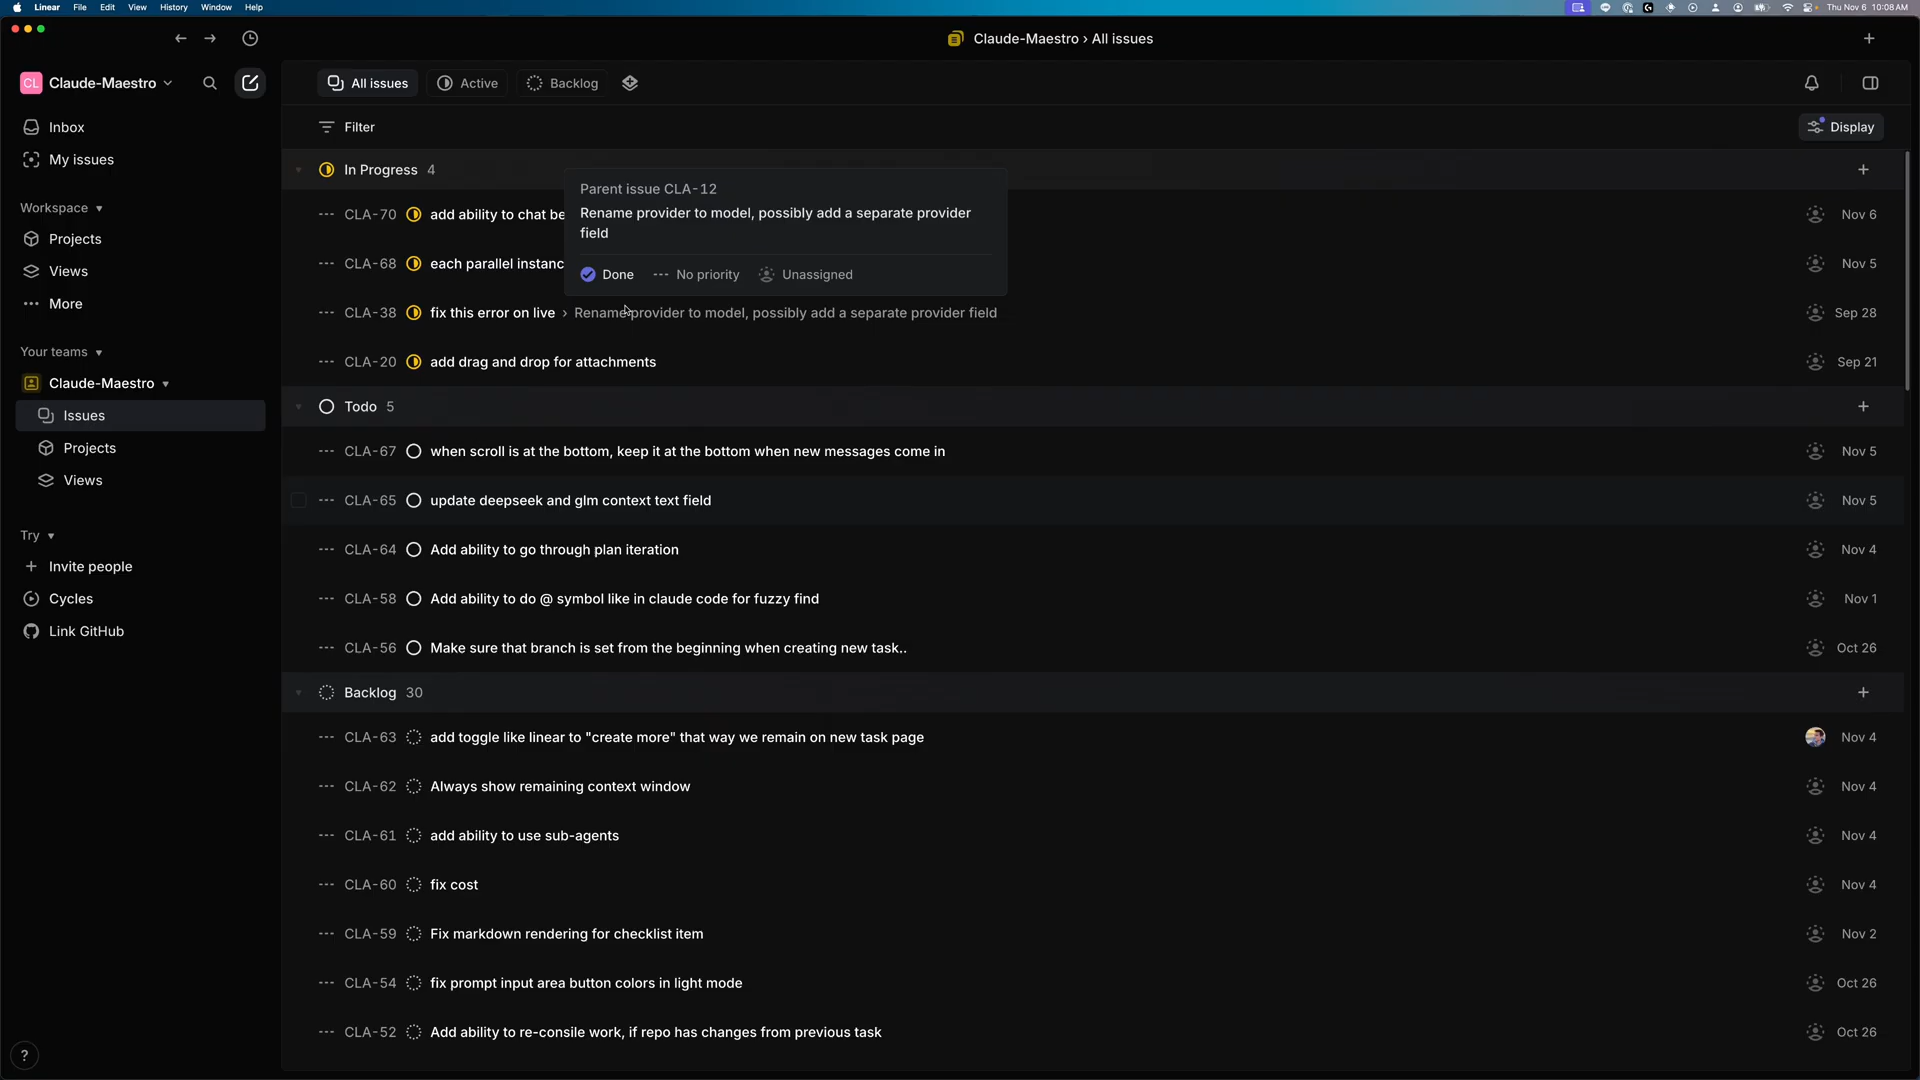 Linear File Edit View History Window Help
Thu Nov 6 10:08 AM
Claude-Maestro › All issues
CL Claude-Maestro
All issues
Active
Backlog
Inbox
My issues
Filter
Display
Workspace
Projects
Views
More
Your teams
Claude-Maestro
Issues
Projects
Views
Try
Invite people
Cycles
Link GitHub
In Progress 4
Parent issue CLA-12
Rename provider to model, possibly add a separate provider
field
Done
No priority
Unassigned
CLA-70 add ability to chat be Nov 6
CLA-68 each parallel instanc Nov 5
CLA-38 fix this error on live › Rename provider to model, possibly add a separate provider field Sep 28
CLA-20 add drag and drop for attachments Sep 21
Todo 5
CLA-67 when scroll is at the bottom, keep it at the bottom when new messages come in Nov 5
CLA-65 update deepseek and glm context text field Nov 5
CLA-64 Add ability to go through plan iteration Nov 4
CLA-58 Add ability to do @ symbol like in claude code for fuzzy find Nov 1
CLA-56 Make sure that branch is set from the beginning when creating new task.. Oct 26
Backlog 30
CLA-63 add toggle like linear to "create more" that way we remain on new task page Nov 4
CLA-62 Always show remaining context window Nov 4
CLA-61 add ability to use sub-agents Nov 4
CLA-60 fix cost Nov 4
CLA-59 Fix markdown rendering for checklist item Nov 2
CLA-54 fix prompt input area button colors in light mode Oct 26
CLA-52 Add ability to re-consile work, if repo has changes from previous task Oct 26
?